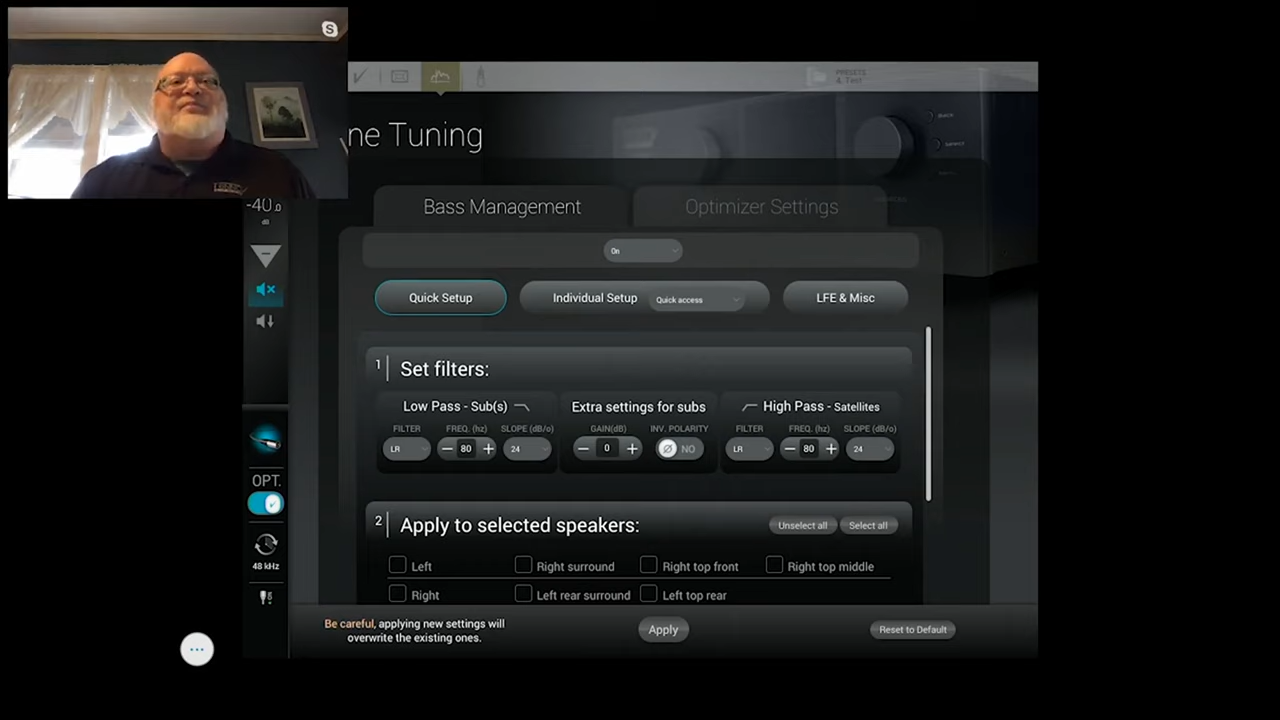 S
PRESETS
4. Test
ne Tuning
quick
select
-40.0
dB
Bass Management
Optimizer Settings
On
Quick Setup
Individual Setup
Quick access
LFE & Misc
1
Set filters:
Low Pass - Sub(s)
Extra settings for subs
High Pass - Satellites
FILTER
FREQ. (hz)
SLOPE (dB/o)
GAIN(dB)
INV. POLARITY
FILTER
FREQ. (hz)
SLOPE (dB/o)
LR
− 80 +
24
− 0 +
Ø NO
LR
− 80 +
24
OPT.
2
Apply to selected speakers:
Unselect all
Select all
48 kHz
Left
Right surround
Right top front
Right top middle
Right
Left rear surround
Left top rear
Be careful, applying new settings will
overwrite the existing ones.
Apply
Reset to Default